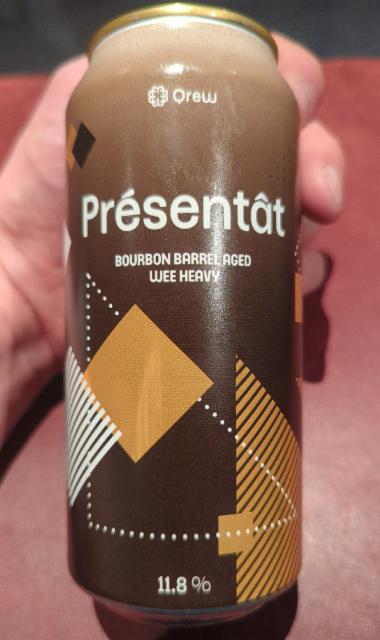 Qrew
Présentât
BOURBON BARREL AGED
WEE HEAVY
11.8 %